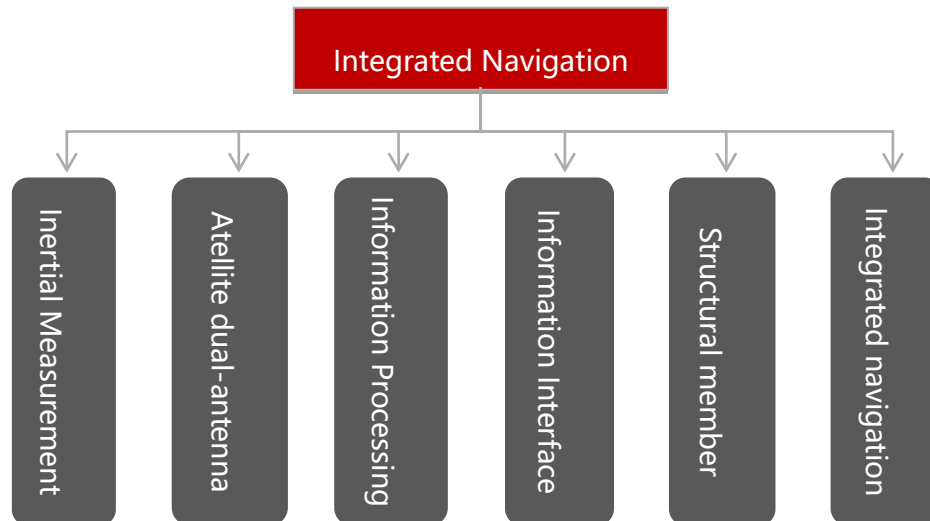 Integrated Navigation
Inertial Measurement
Atellite dual-antenna
Information Processing
Information Interface
Structural member
Integrated navigation